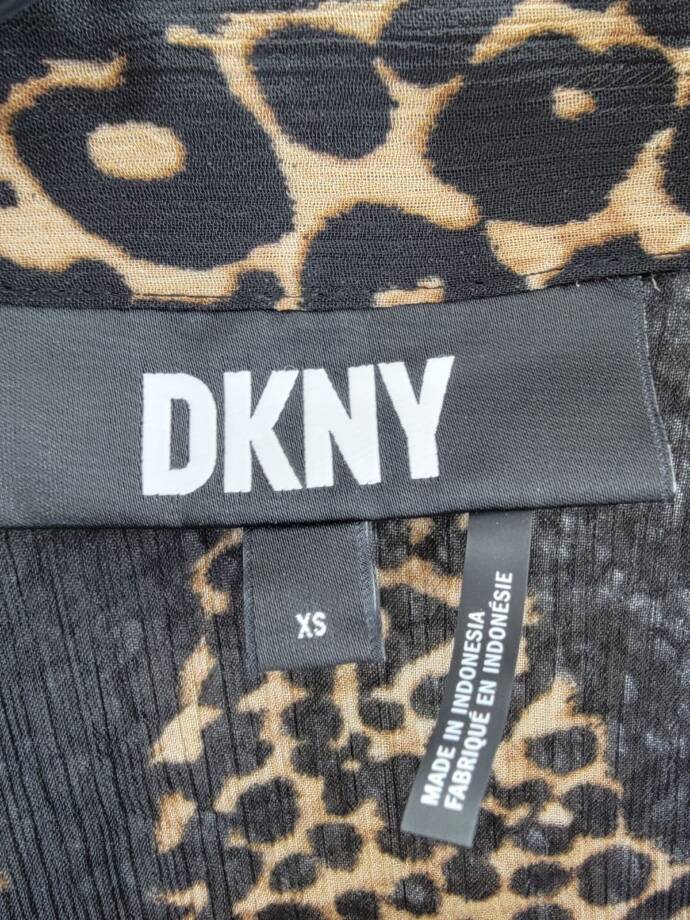 DKNY
XS
MADE IN INDONESIA
FABRIQUÉ EN INDONÉSIE